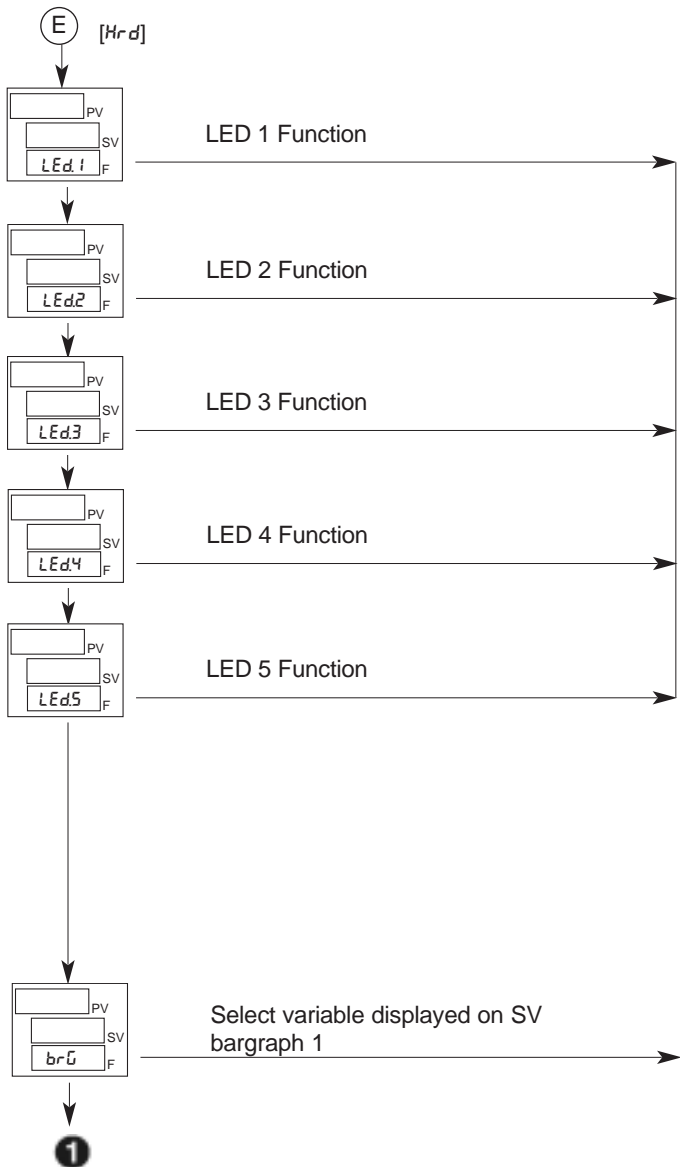 E [Hrd]
PV
SV
LEd.1 F
LED 1 Function
PV
SV
LEd.2 F
LED 2 Function
PV
SV
LEd.3 F
LED 3 Function
PV
SV
LEd.4 F
LED 4 Function
PV
SV
LEd.5 F
LED 5 Function
PV
SV
brG F
Select variable displayed on SV
bargraph 1
1